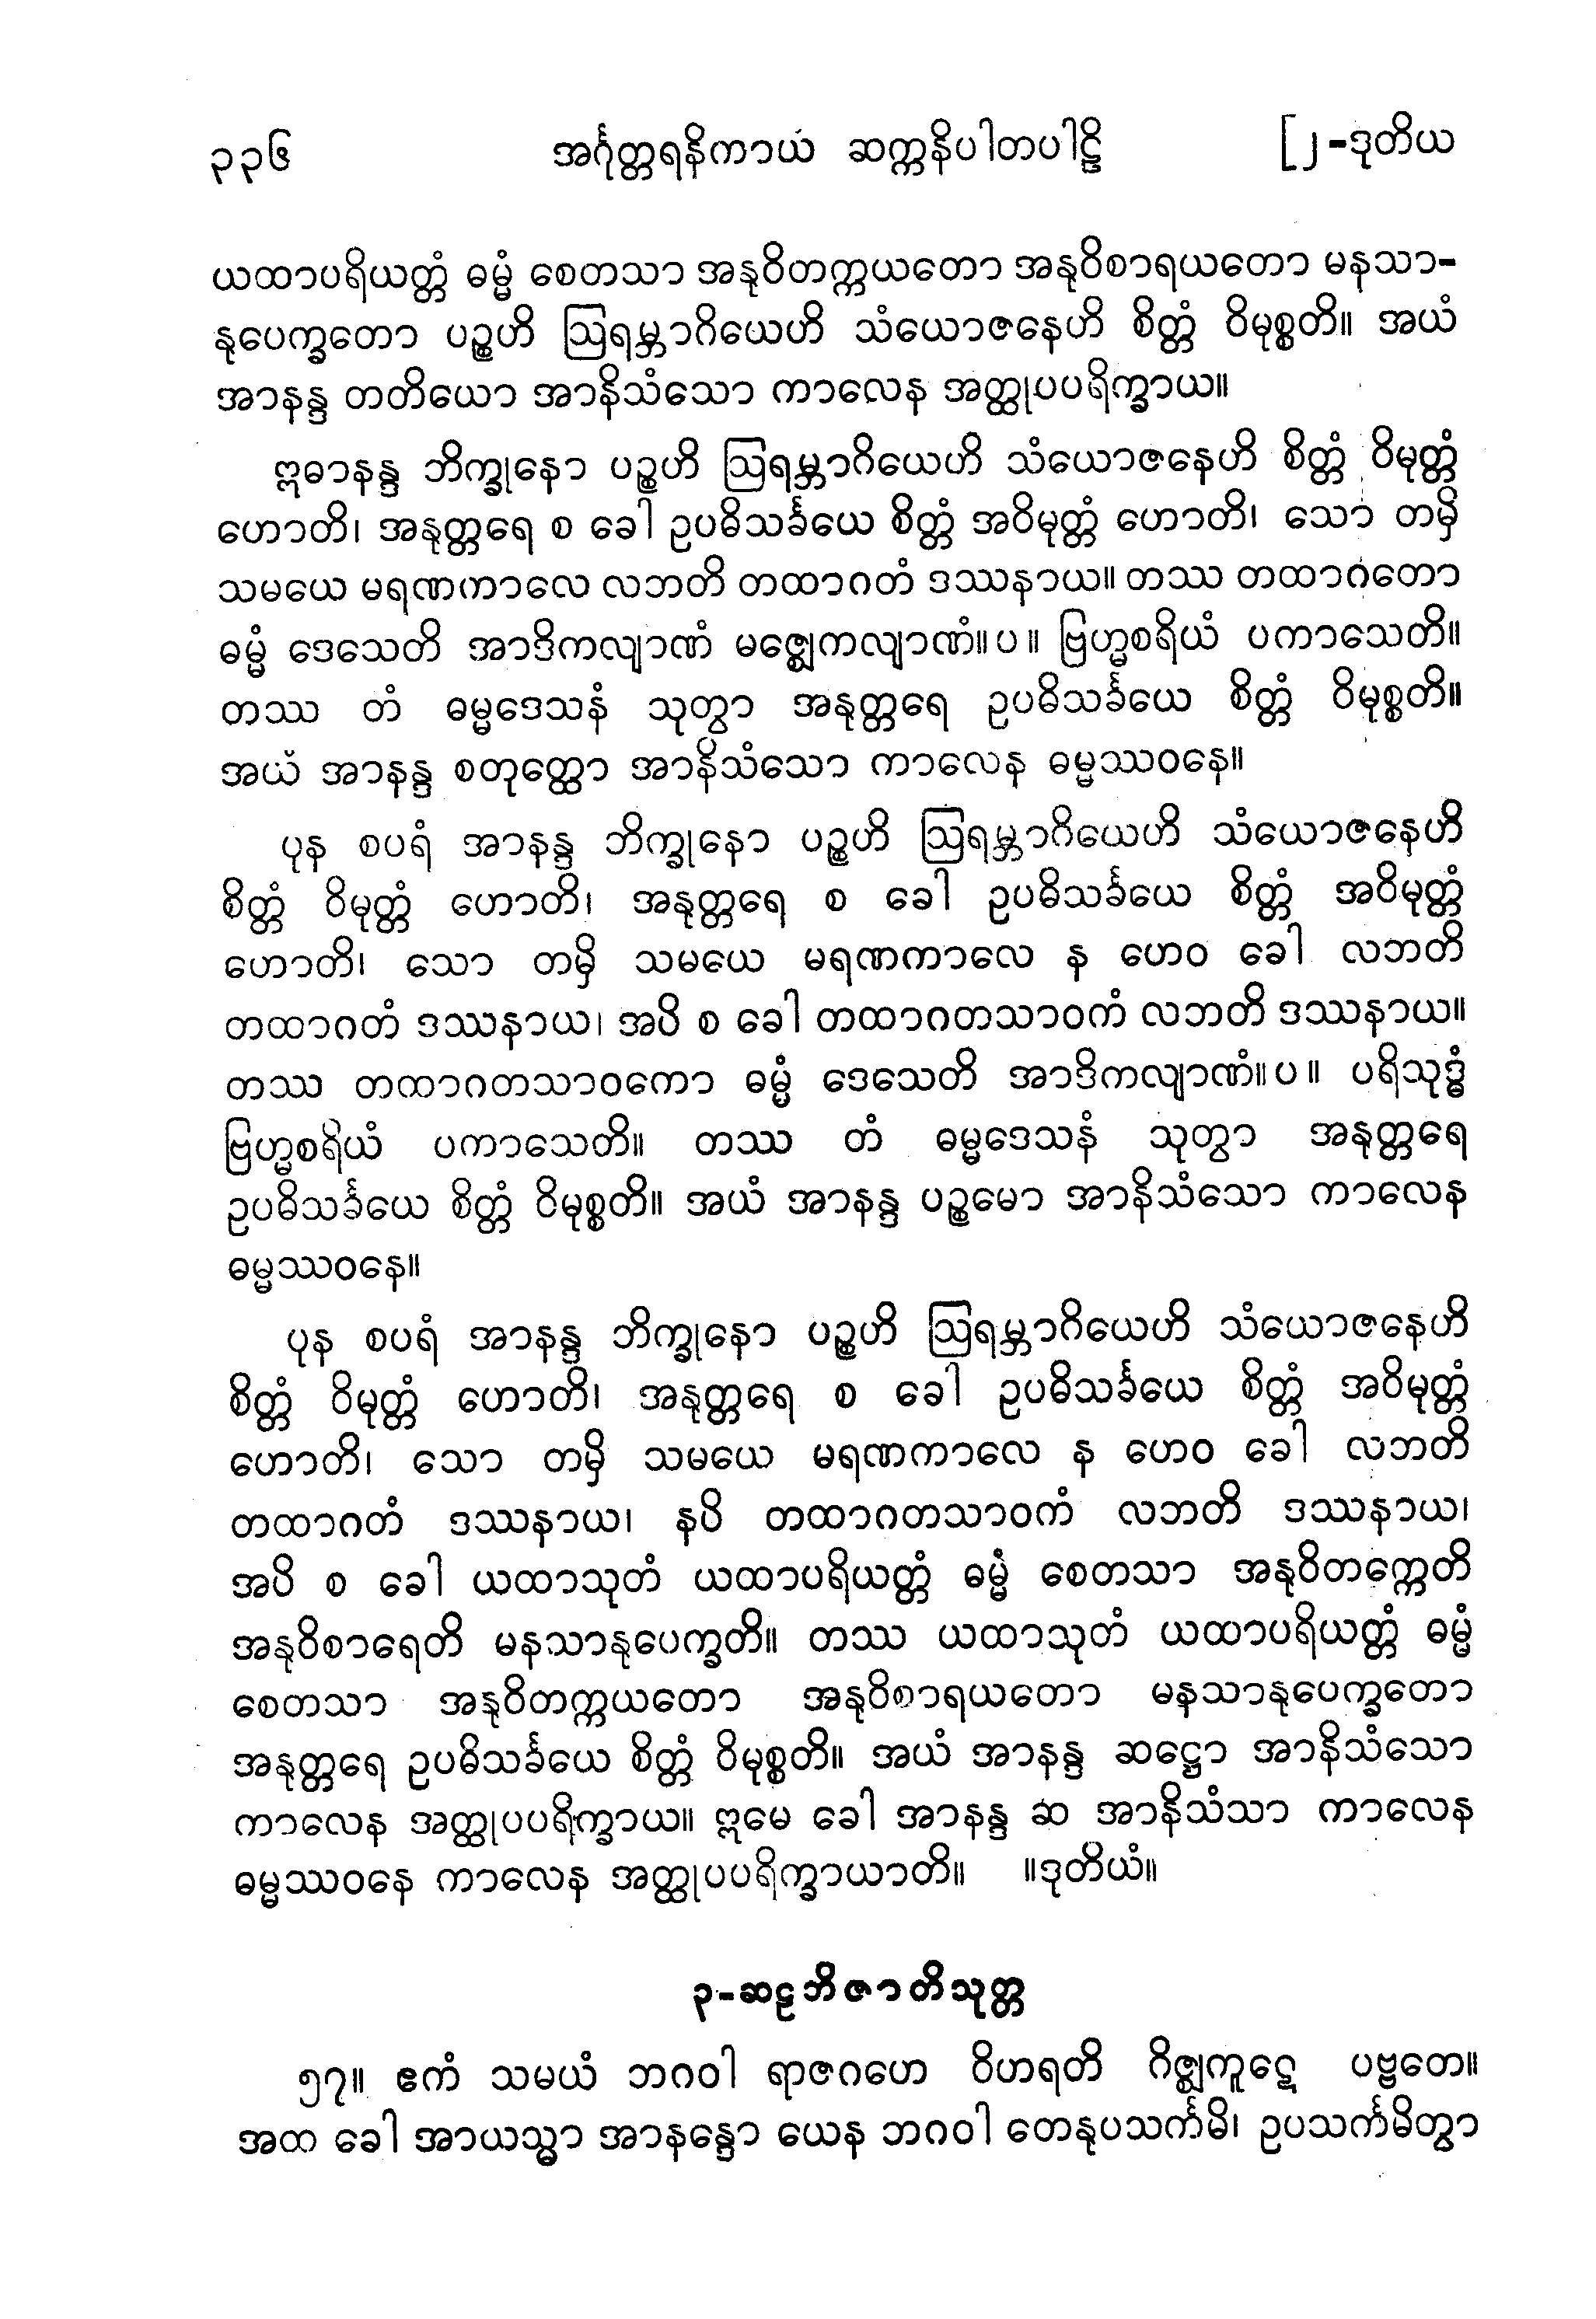 ၃၃၆ အင်္ဂုတ္တရနိကာယ ဆက္ကနိပါတပါဠိ [၂-ဒုတိယ
ယထာပရိယတ္တံ ဓမ္မံ စေတသာ အနုဝိတက္ကယတော အနုဝိစာရယတော မနသာ-
နုပေက္ခတော ပဉ္စဟိ ဩရမ္ဘာဂိယေဟိ သံယောဇနေဟိ စိတ္တံ ဝိမုစ္စတိ။ အယံ
အာနန္ဒ တတိယော အာနိသံသော ကာလေန အတ္ထုပပရိက္ခာယ။
ဣဓာနန္ဒ ဘိက္ခုနော ပဉ္စဟိ ဩရမ္ဘာဂိယေဟိ သံယောဇနေဟိ စိတ္တံ ဝိမုတ္တံ
ဟောတိ၊ အနုတ္တရေ စ ခေါ ဥပဓိသင်္ခယေ စိတ္တံ အဝိမုတ္တံ ဟောတိ၊ သော တမှိ
သမယေ မရဏကာလေ လဘတိ တထာဂတံ ဒဿနာယ။ တဿ တထာဂတော
ဓမ္မံ ဒေသေတိ အာဒိကလျာဏံ မဇ္ဈေကလျာဏံ။ပ။ ဗြဟ္မစရိယံ ပကာသေတိ။
တဿ တံ ဓမ္မဒေသနံ သုတွာ အနုတ္တရေ ဥပဓိသင်္ခယေ စိတ္တံ ဝိမုစ္စတိ။
အယံ အာနန္ဒ စတုတ္ထော အာနိသံသော ကာလေန ဓမ္မဿဝနေ။
ပုန စပရံ အာနန္ဒ ဘိက္ခုနော ပဉ္စဟိ ဩရမ္ဘာဂိယေဟိ သံယောဇနေဟိ
စိတ္တံ ဝိမုတ္တံ ဟောတိ၊ အနုတ္တရေ စ ခေါ ဥပဓိသင်္ခယေ စိတ္တံ အဝိမုတ္တံ
ဟောတိ၊ သော တမှိ သမယေ မရဏကာလေ န ဟေဝ ခေါ လဘတိ
တထာဂတံ ဒဿနာယ၊ အပိ စ ခေါ တထာဂတသာဝကံ လဘတိ ဒဿနာယ။
တဿ တထာဂတသာဝကော ဓမ္မံ ဒေသေတိ အာဒိကလျာဏံ။ပ။ ပရိသုဒ္ဓံ
ဗြဟ္မစရိယံ ပကာသေတိ။ တဿ တံ ဓမ္မဒေသနံ သုတွာ အနုတ္တရေ
ဥပဓိသင်္ခယေ စိတ္တံ ဝိမုစ္စတိ။ အယံ အာနန္ဒ ပဉ္စမော အာနိသံသော ကာလေန
ဓမ္မဿဝနေ။
ပုန စပရံ အာနန္ဒ ဘိက္ခုနော ပဉ္စဟိ ဩရမ္ဘာဂိယေဟိ သံယောဇနေဟိ
စိတ္တံ ဝိမုတ္တံ ဟောတိ၊ အနုတ္တရေ စ ခေါ ဥပဓိသင်္ခယေ စိတ္တံ အဝိမုတ္တံ
ဟောတိ၊ သော တမှိ သမယေ မရဏကာလေ န ဟေဝ ခေါ လဘတိ
တထာဂတံ ဒဿနာယ၊ နပိ တထာဂတသာဝကံ လဘတိ ဒဿနာယ၊
အပိ စ ခေါ ယထာသုတံ ယထာပရိယတ္တံ ဓမ္မံ စေတသာ အနုဝိတက္ကေတိ
အနုဝိစာရေတိ မနသာနုပေက္ခတိ။ တဿ ယထာသုတံ ယထာပရိယတ္တံ ဓမ္မံ
စေတသာ အနုဝိတက္ကယတော အနုဝိစာရယတော မနသာနုပေက္ခတော
အနုတ္တရေ ဥပဓိသင်္ခယေ စိတ္တံ ဝိမုစ္စတိ။ အယံ အာနန္ဒ ဆဋ္ဌော အာနိသံသော
ကာလေန အတ္ထုပပရိက္ခာယ။ ဣမေ ခေါ အာနန္ဒ ဆ အာနိသံသာ ကာလေန
ဓမ္မဿဝနေ ကာလေန အတ္ထုပပရိက္ခာယာတိ။ ။ဒုတိယံ။
၃-ဆဠဘိဇာတိသုတ္တ
၅၇။ ဧကံ သမယံ ဘဂဝါ ရာဇဂဟေ ဝိဟရတိ ဂိဇ္ဈကူဋေ ပဗ္ဗတေ။
အထ ခေါ အာယသ္မာ အာနန္ဒော ယေန ဘဂဝါ တေနုပသင်္ကမိ၊ ဥပသင်္ကမိတွာ